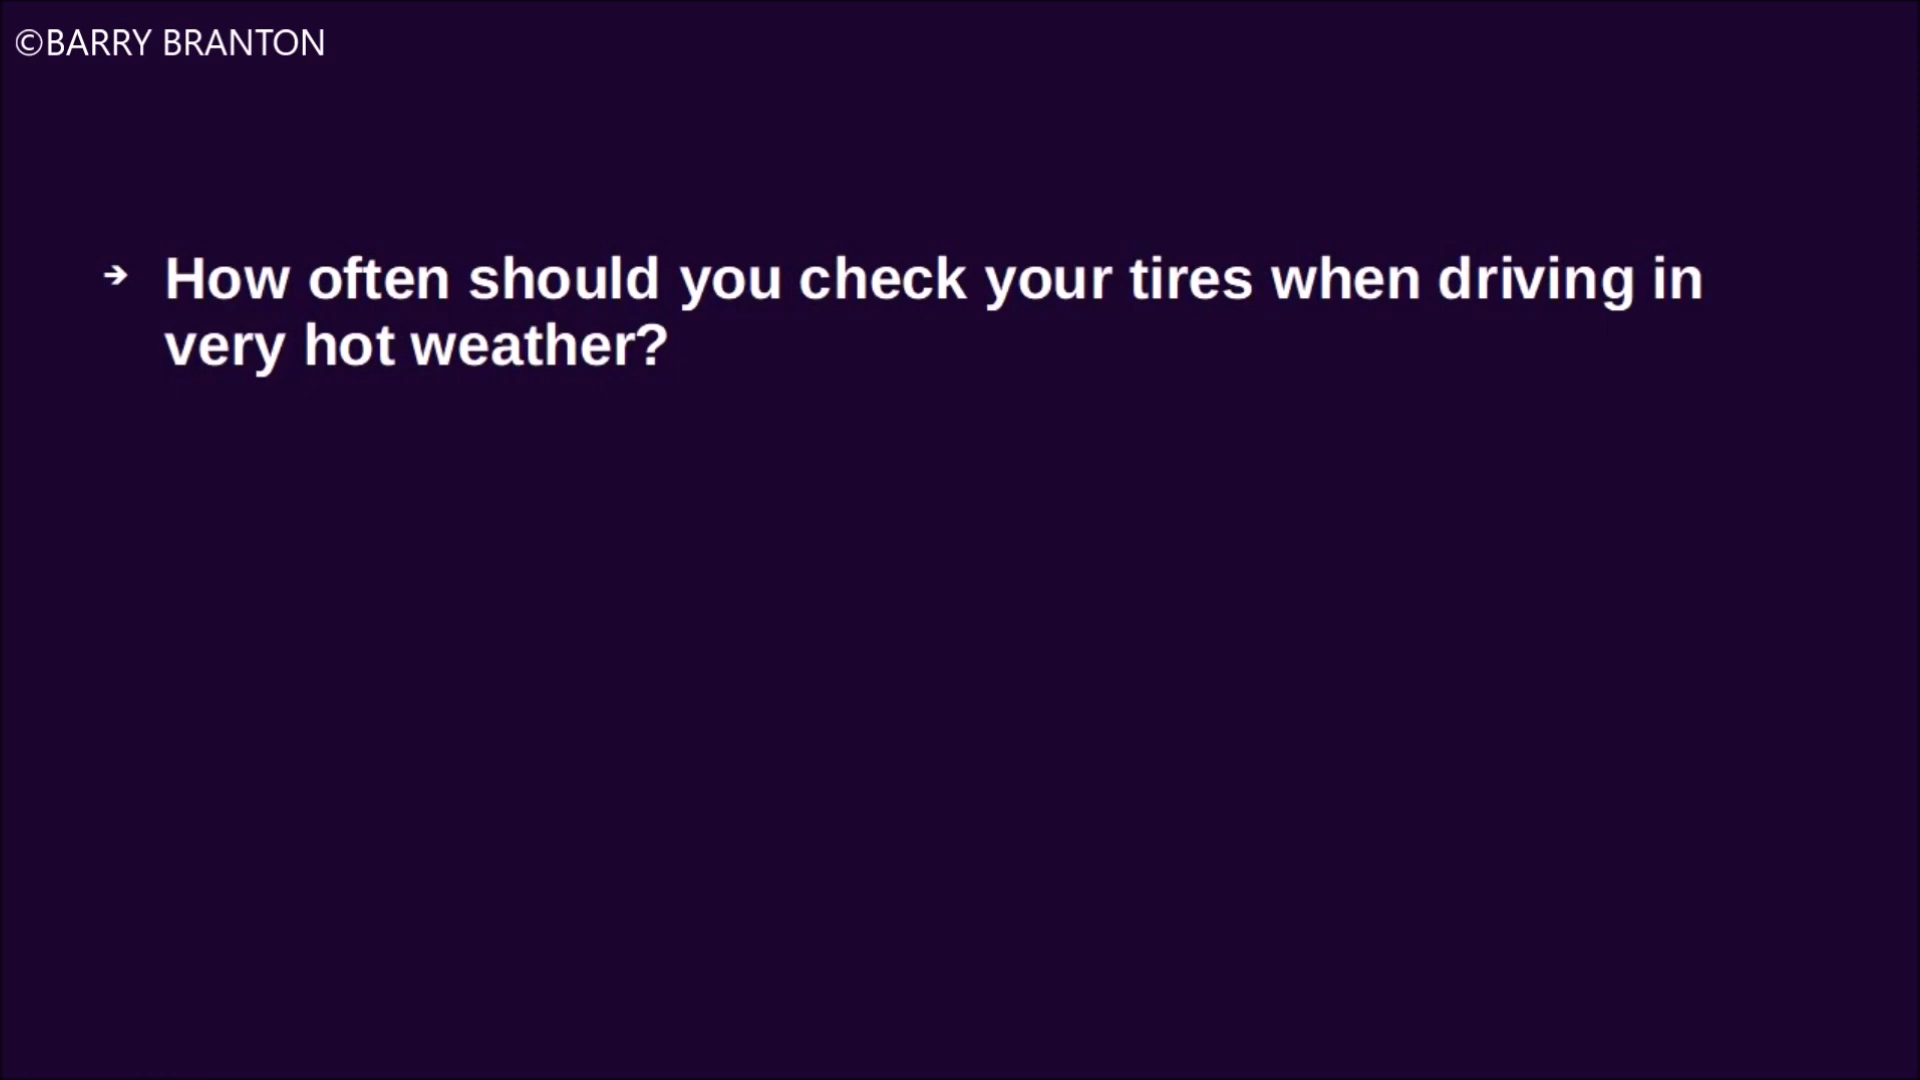 ©BARRY BRANTON
➔ How often should you check your tires when driving in
very hot weather?